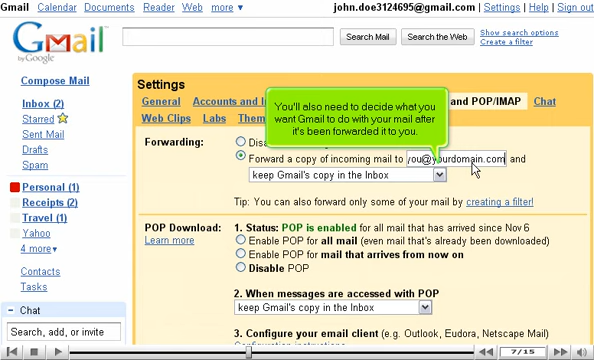 Gmail Calendar Documents Reader Web more ▼
john.doe3124695@gmail.com | Settings | Help | Sign out
Gmail
by Google
Search Mail Search the Web
Show search options
Create a filter
Compose Mail
Inbox (2)
Starred
Sent Mail
Drafts
Spam
Personal (1)
Receipts (2)
Travel (1)
Yahoo
4 more▼
Contacts
Tasks
Chat
Search, add, or invite
Settings
General Accounts and I and POP/IMAP Chat
Web Clips Labs Them
You'll also need to decide what you
want Gmail to do with your mail after
it's been forwarded it to you.
Forwarding:
Disa
Forward a copy of incoming mail to you@yourdomain.com and
keep Gmail's copy in the Inbox
Tip: You can also forward only some of your mail by creating a filter!
POP Download:
Learn more
1. Status: POP is enabled for all mail that has arrived since Nov 6
Enable POP for all mail (even mail that's already been downloaded)
Enable POP for mail that arrives from now on
Disable POP
2. When messages are accessed with POP
keep Gmail's copy in the Inbox
3. Configure your email client (e.g. Outlook, Eudora, Netscape Mail)
Configuration instructions
7/15